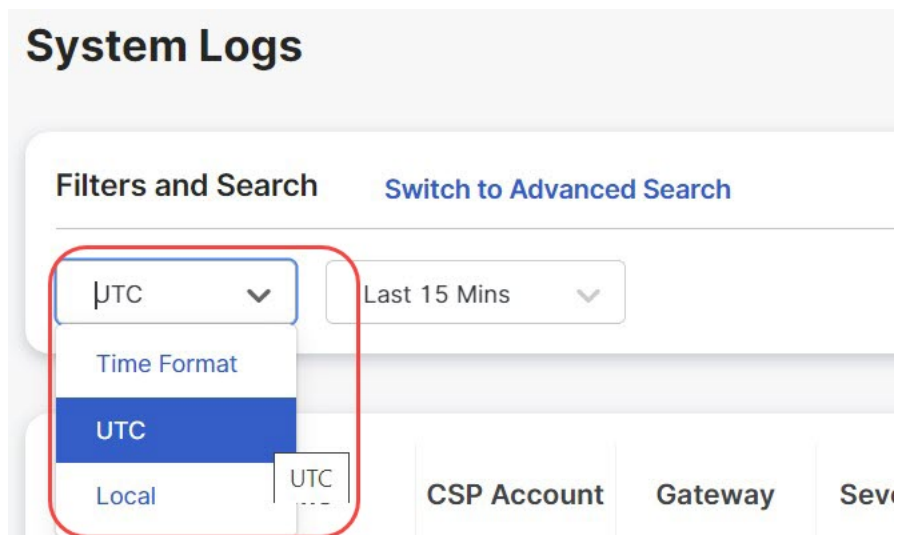 System Logs
Filters and Search Switch to Advanced Search
UTC Last 15 Mins
Time Format
UTC
UTC
Local
CSP Account Gateway